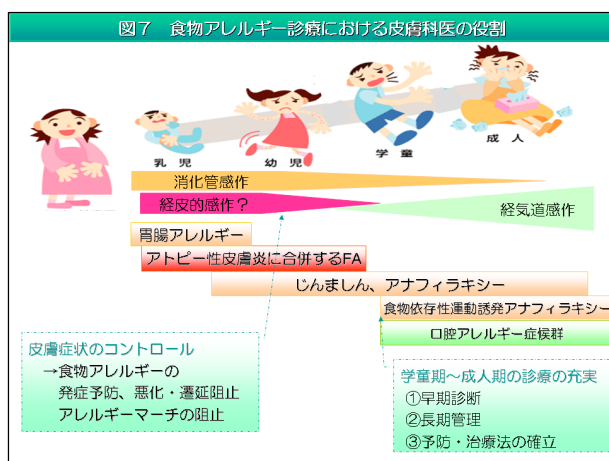 図7　食物アレルギー診療における皮膚科医の役割
乳児
幼児
学童
成人
消化管感作
経皮的感作？
経気道感作
胃腸アレルギー
アトピー性皮膚炎に合併するFA
じんましん、アナフィラキシー
食物依存性運動誘発アナフィラキシー
口腔アレルギー症候群
皮膚症状のコントロール
→食物アレルギーの
発症予防、悪化・遷延阻止
アレルギーマーチの阻止
学童期～成人期の診療の充実
①早期診断
②長期管理
③予防・治療法の確立